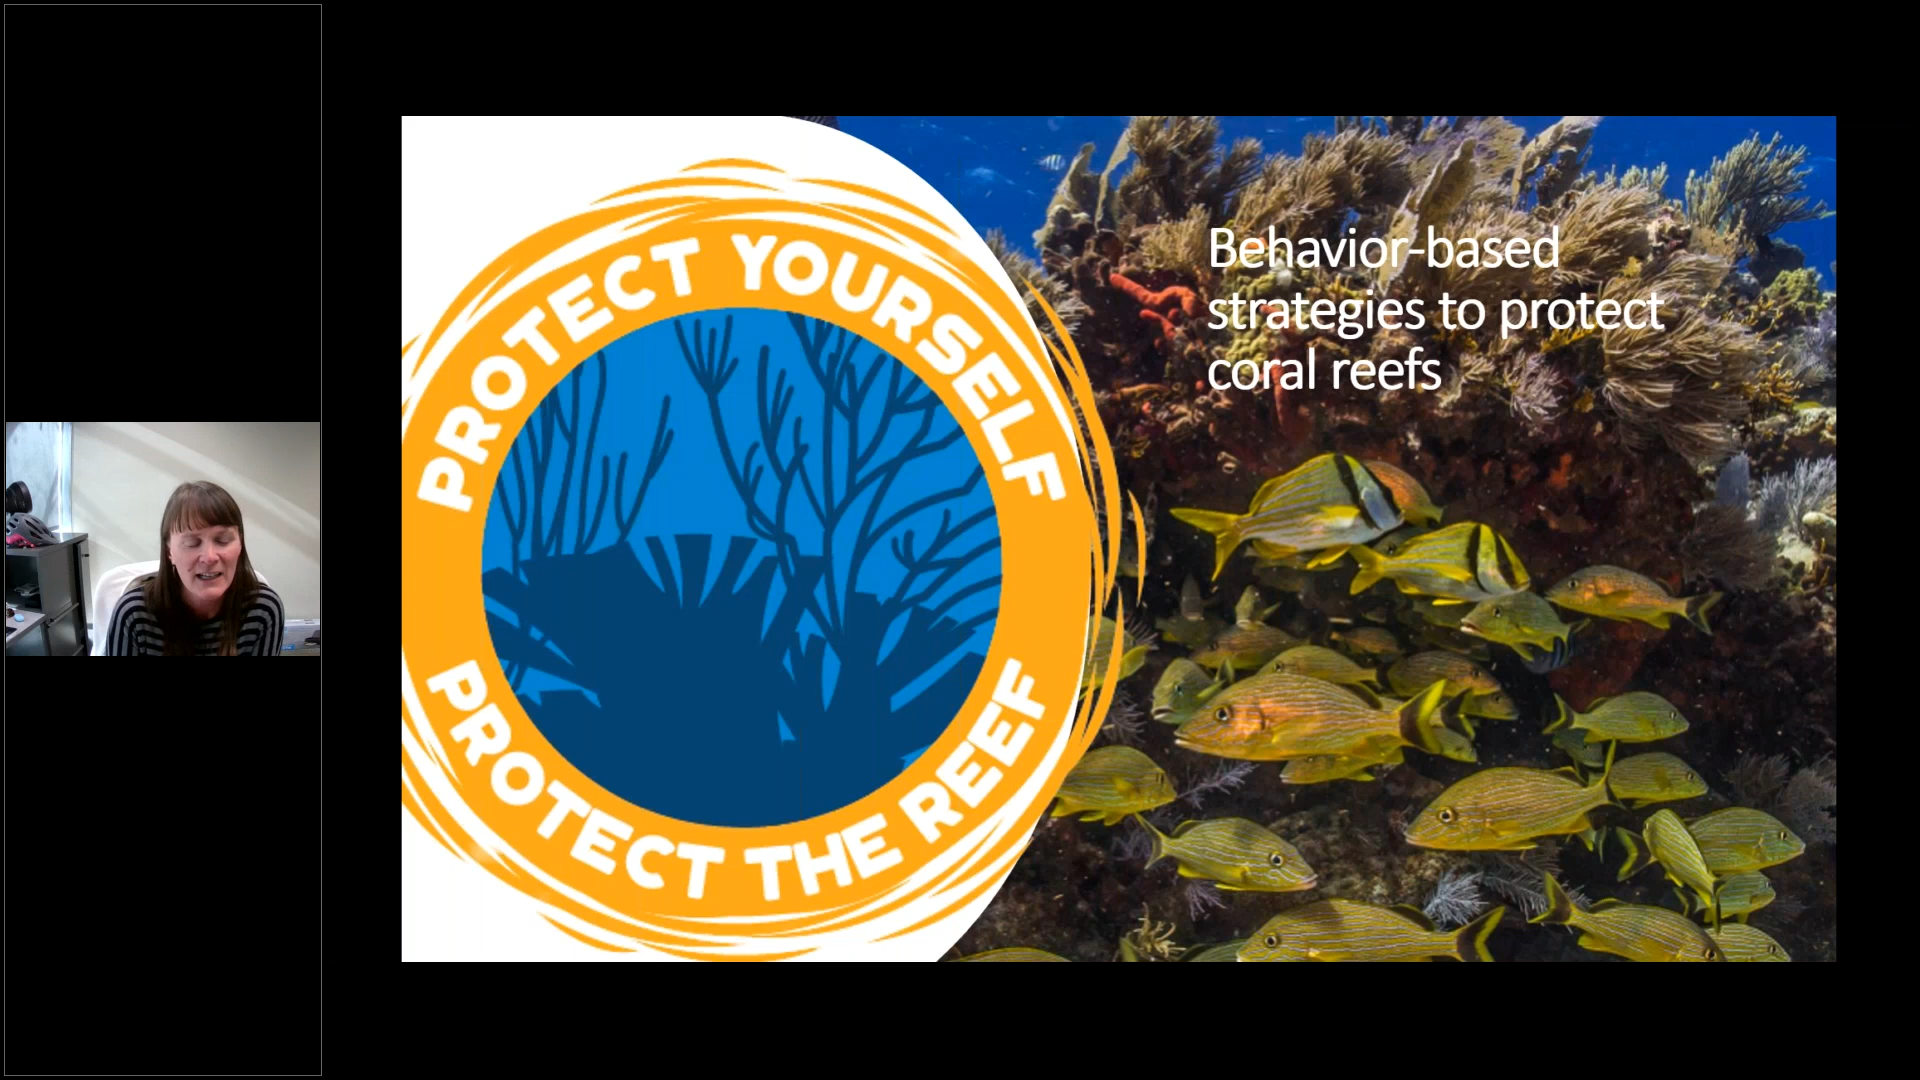 PROTECT YOURSELF
PROTECT THE REEF
Behavior-based
strategies to protect
coral reefs